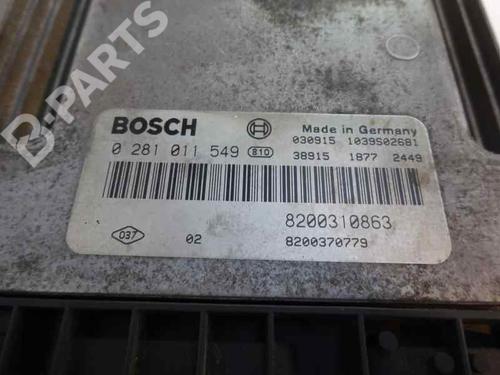 B-PARTS
BOSCH
Made in Germany
0 281 011 549 810
030915 1039S02681
38915 1877 2449
8200310863
037 02 8200370779